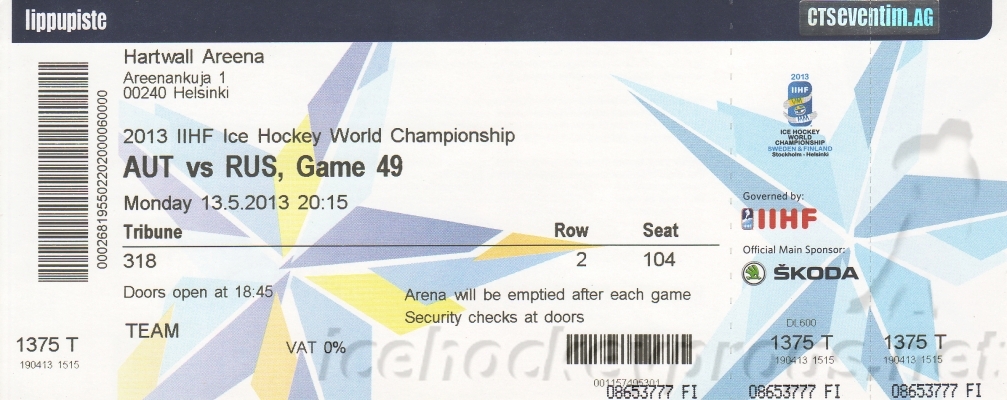 lippupiste
CTSeventim.AG
Hartwall Areena
Areenankuja 1
00240 Helsinki
2013 IIHF Ice Hockey World Championship
AUT vs RUS, Game 49
Monday 13.5.2013 20:15
Tribune Row Seat
318 2 104
Doors open at 18:45
Arena will be emptied after each game
Security checks at doors
TEAM
VAT 0%
1375 T
190413 1515
00026819550220200006000
001157495301
08653777 FI
2013
IIHF
ICE HOCKEY
WORLD
CHAMPIONSHIP
SWEDEN & FINLAND
Stockholm - Helsinki
Governed by:
IIHF
Official Main Sponsor:
ŠKODA
DL600
1375 T
190413 1515
08653777 FI
1375 T
190413 1515
08653777 FI